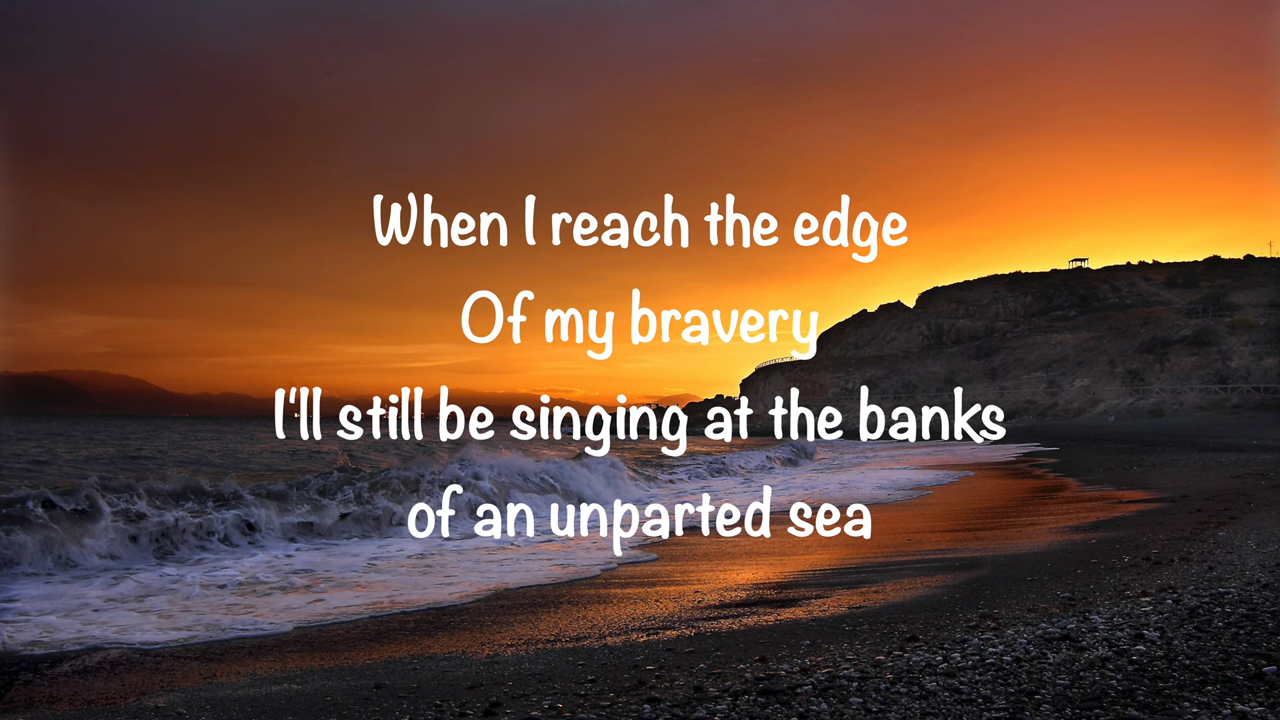 When I reach the edge
Of my bravery
I'll still be singing at the banks
of an unparted sea